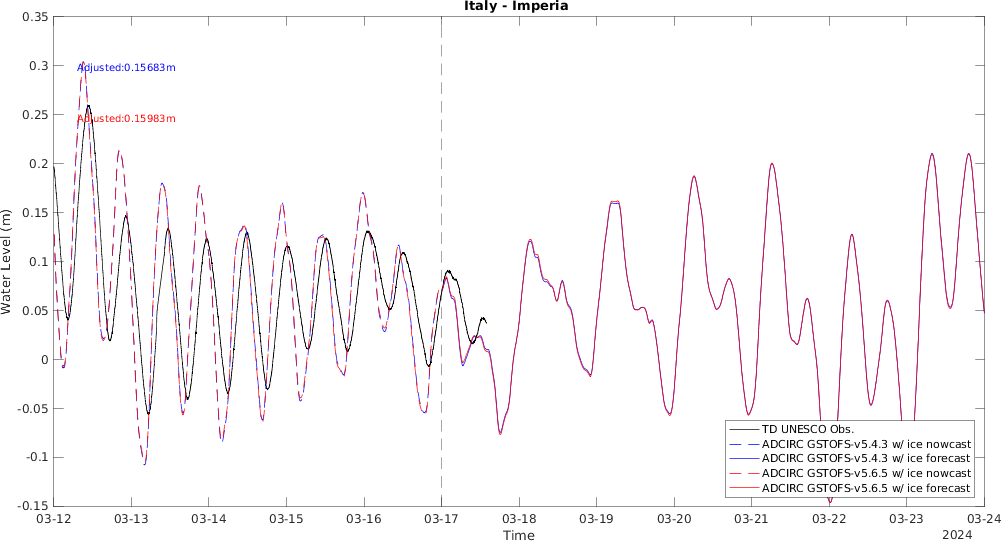 Italy - Imperia
0.35
0.3
0.25
0.2
0.15
0.1
0.05
0
-0.05
-0.1
-0.15
Water Level (m)
Adjusted:0.15683m
Adjusted:0.15983m
TD UNESCO Obs.
ADCIRC GSTOFS-v5.4.3 w/ ice nowcast
ADCIRC GSTOFS-v5.4.3 w/ ice forecast
ADCIRC GSTOFS-v5.6.5 w/ ice nowcast
ADCIRC GSTOFS-v5.6.5 w/ ice forecast
03-12 03-13 03-14 03-15 03-16 03-17 03-18 03-19 03-20 03-21 03-22 03-23 03-24
Time
2024